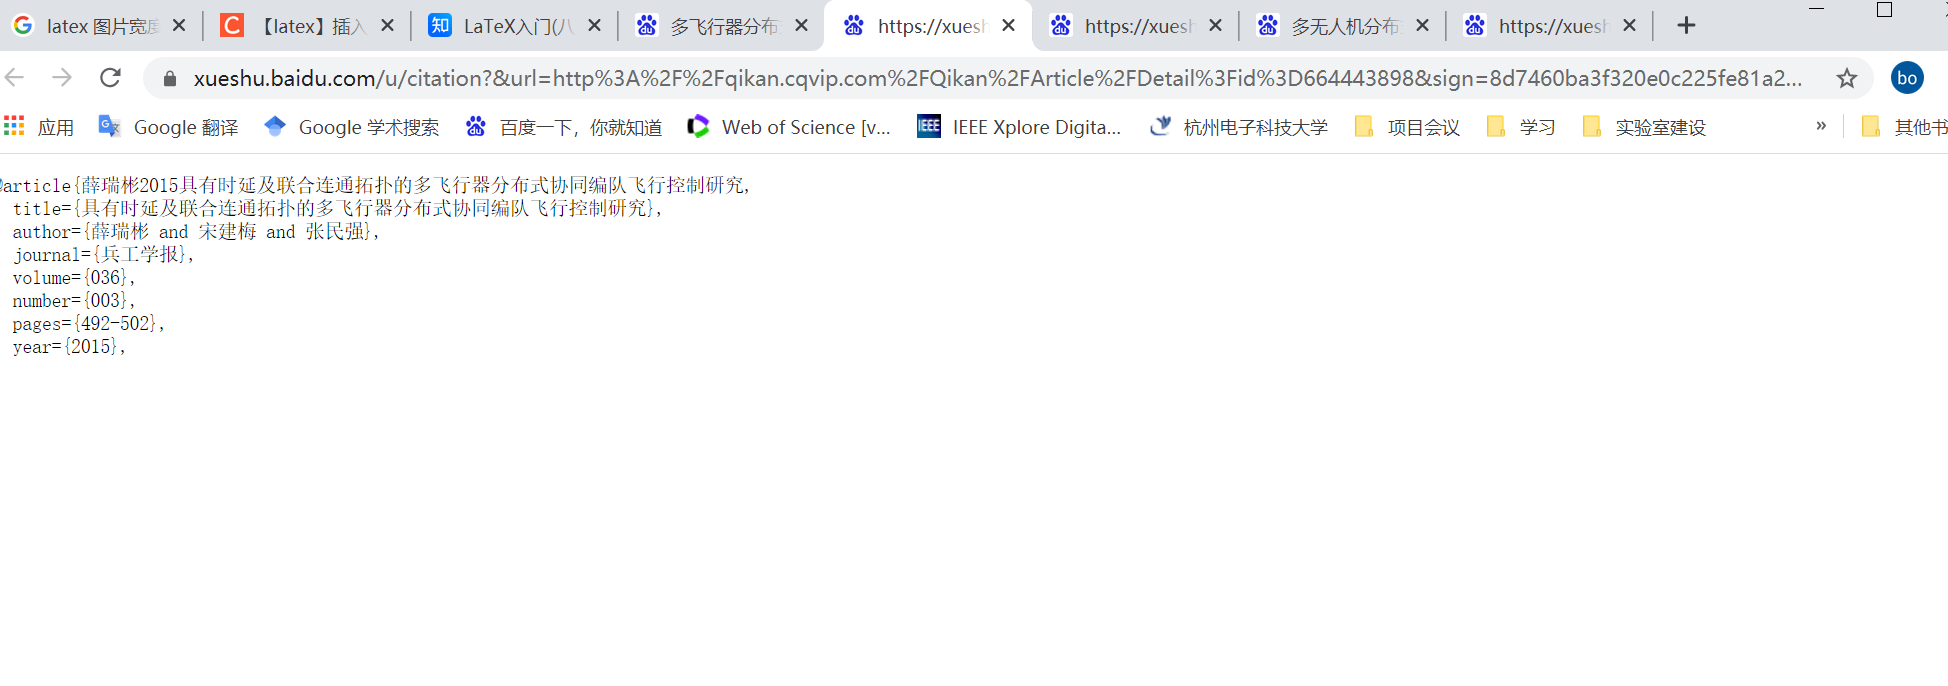 latex 图片宽度
【latex】插入
知 LaTeX入门(八
多飞行器分布
https://xuesh
https://xuesh
多无人机分布
https://xuesh
xueshu.baidu.com/u/citation?&url=http%3A%2F%2Fqikan.cqvip.com%2FQikan%2FArticle%2FDetail%3Fid%3D664443898&sign=8d7460ba3f320e0c225fe81a2...
bo
应用 Google 翻译 Google 学术搜索 百度一下，你就知道 Web of Science [v... IEEE IEEE Xplore Digita... 杭州电子科技大学 项目会议 学习 实验室建设 » 其他书
@article{薛瑞彬2015具有时延及联合连通拓扑的多飞行器分布式协同编队飞行控制研究,
title={具有时延及联合连通拓扑的多飞行器分布式协同编队飞行控制研究},
author={薛瑞彬 and 宋建梅 and 张民强},
journal={兵工学报},
volume={036},
number={003},
pages={492-502},
year={2015},